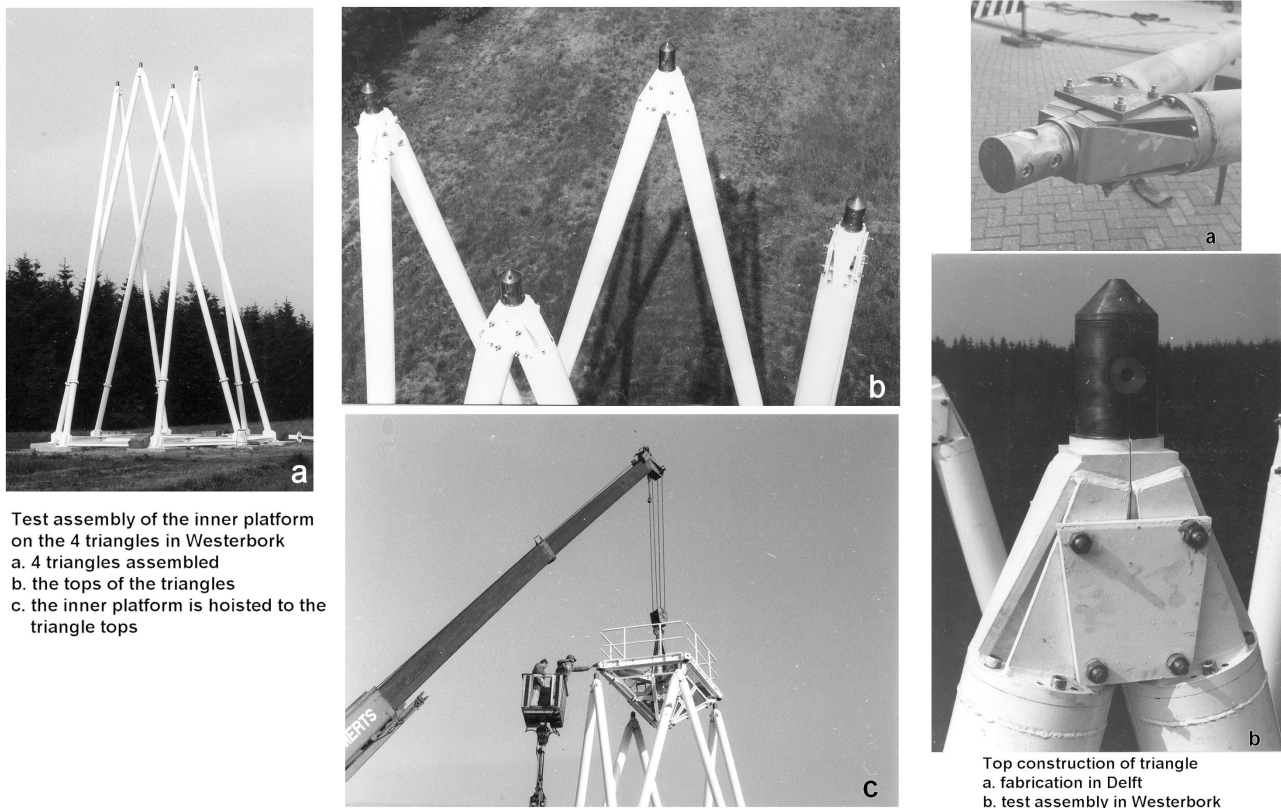 a
Test assembly of the inner platform
on the 4 triangles in Westerbork
a. 4 triangles assembled
b. the tops of the triangles
c. the inner platform is hoisted to the
triangle tops
b
MERTS
c
a
b
Top construction of triangle
a. fabrication in Delft
b. test assembly in Westerbork